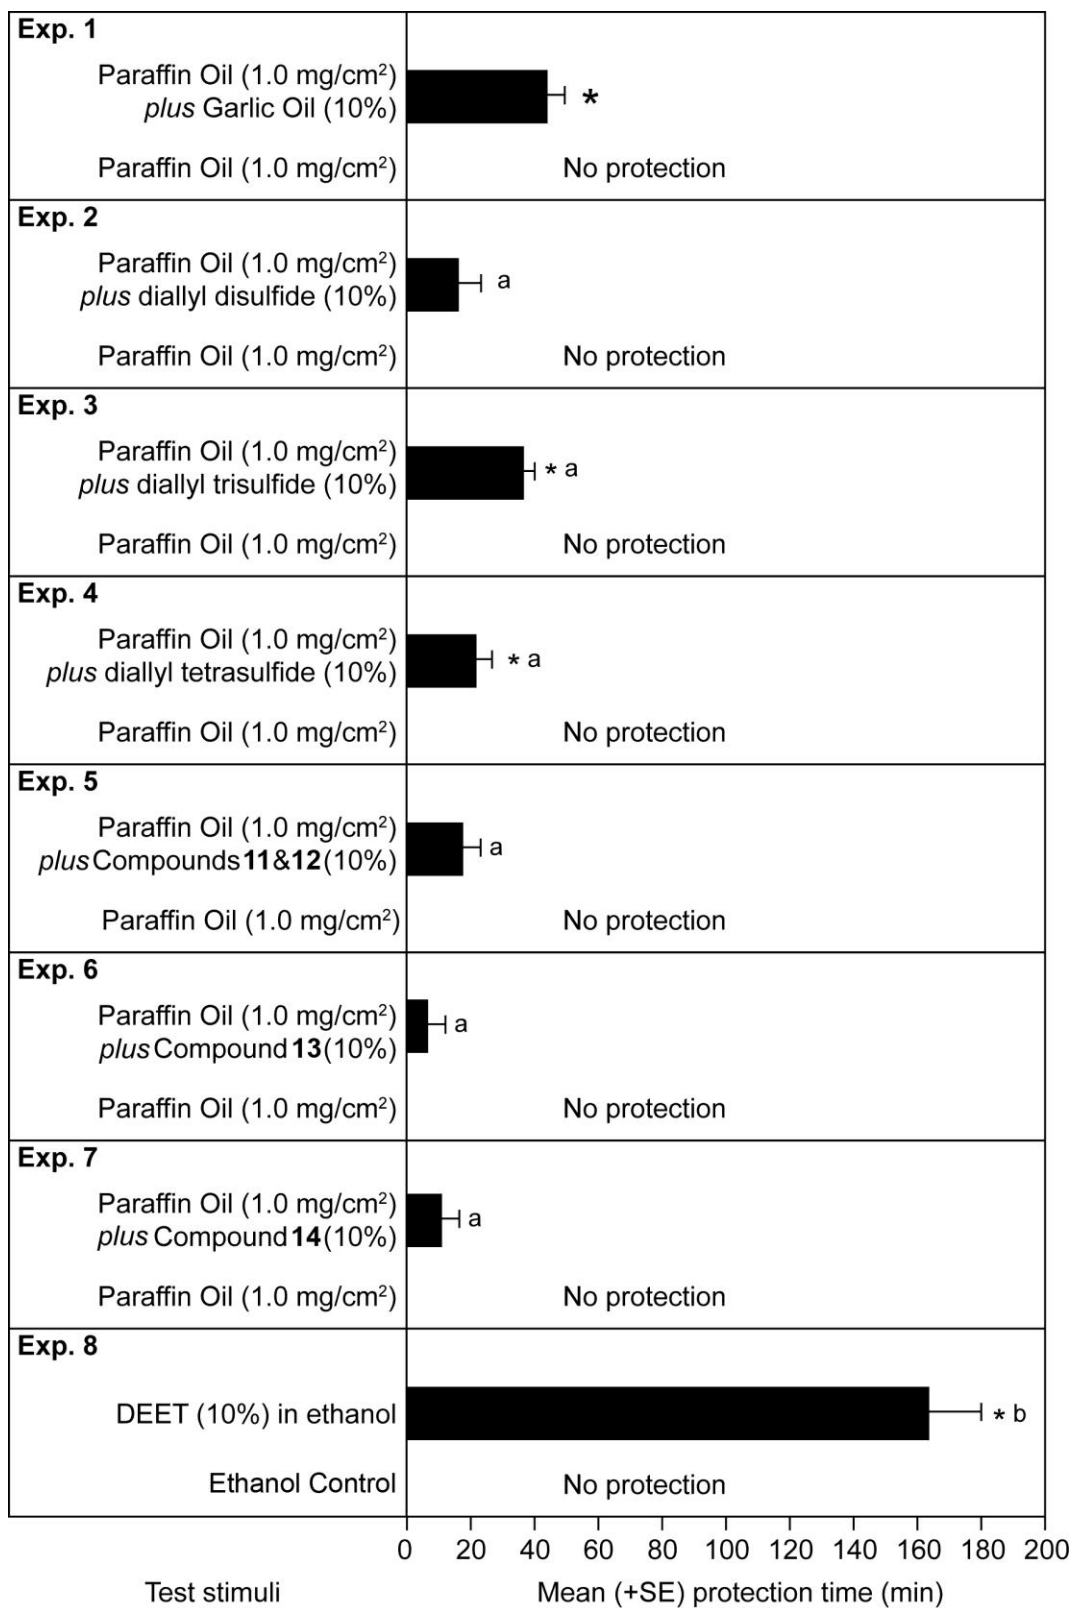 Exp. 1
Paraffin Oil (1.0 mg/cm²)
plus Garlic Oil (10%)
*
Paraffin Oil (1.0 mg/cm²)
No protection
Exp. 2
Paraffin Oil (1.0 mg/cm²)
plus diallyl disulfide (10%)
a
Paraffin Oil (1.0 mg/cm²)
No protection
Exp. 3
Paraffin Oil (1.0 mg/cm²)
plus diallyl trisulfide (10%)
* a
Paraffin Oil (1.0 mg/cm²)
No protection
Exp. 4
Paraffin Oil (1.0 mg/cm²)
plus diallyl tetrasulfide (10%)
* a
Paraffin Oil (1.0 mg/cm²)
No protection
Exp. 5
Paraffin Oil (1.0 mg/cm²)
plus Compounds 11&12 (10%)
a
Paraffin Oil (1.0 mg/cm²)
No protection
Exp. 6
Paraffin Oil (1.0 mg/cm²)
plus Compound 13 (10%)
a
Paraffin Oil (1.0 mg/cm²)
No protection
Exp. 7
Paraffin Oil (1.0 mg/cm²)
plus Compound 14 (10%)
a
Paraffin Oil (1.0 mg/cm²)
No protection
Exp. 8
DEET (10%) in ethanol
* b
Ethanol Control
No protection
0 20 40 60 80 100 120 140 160 180 200
Test stimuli
Mean (+SE) protection time (min)